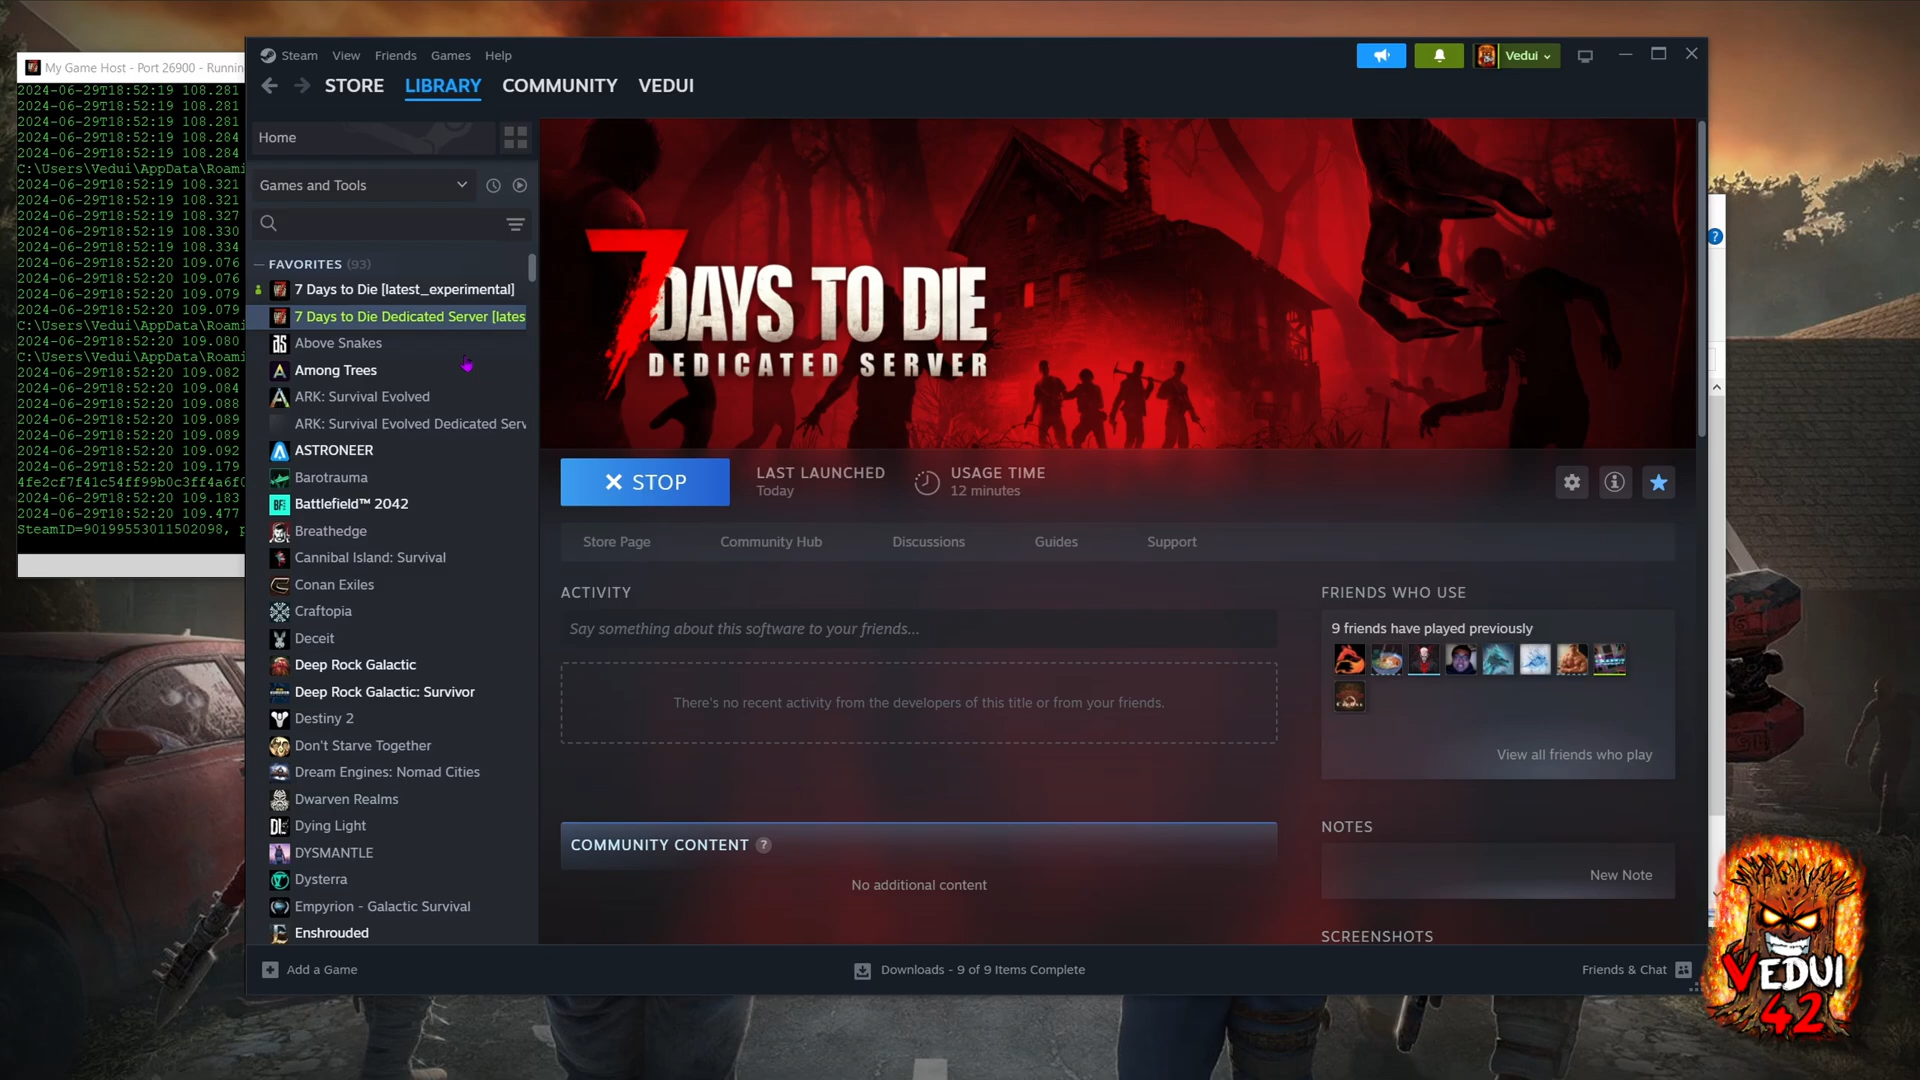 My Game Host - Port 26900 - Runnin
2024-06-29T18:52:19 108.281
2024-06-29T18:52:19 108.281
2024-06-29T18:52:19 108.281
2024-06-29T18:52:19 108.284
2024-06-29T18:52:19 108.284
C:\Users\Vedui\AppData\Roami
2024-06-29T18:52:19 108.321
2024-06-29T18:52:19 108.321
2024-06-29T18:52:19 108.327
2024-06-29T18:52:19 108.330
2024-06-29T18:52:19 108.334
2024-06-29T18:52:20 109.076
2024-06-29T18:52:20 109.076
2024-06-29T18:52:20 109.079
2024-06-29T18:52:20 109.079
C:\Users\Vedui\AppData\Roami
2024-06-29T18:52:20 109.080
C:\Users\Vedui\AppData\Roami
2024-06-29T18:52:20 109.082
2024-06-29T18:52:20 109.084
2024-06-29T18:52:20 109.088
2024-06-29T18:52:20 109.089
2024-06-29T18:52:20 109.089
2024-06-29T18:52:20 109.092
2024-06-29T18:52:20 109.179
4fe2cf7f41c54ff99b0c3ff4a6f0
2024-06-29T18:52:20 109.183
2024-06-29T18:52:20 109.477
SteamID=90199553011502098, p
Steam View Friends Games Help
Vedui
STORE LIBRARY COMMUNITY VEDUI
Home
Games and Tools
FAVORITES (93)
7 Days to Die [latest_experimental]
7 Days to Die Dedicated Server [lates
Above Snakes
Among Trees
ARK: Survival Evolved
ARK: Survival Evolved Dedicated Serv
ASTRONEER
Barotrauma
Battlefield™ 2042
Breathedge
Cannibal Island: Survival
Conan Exiles
Craftopia
Deceit
Deep Rock Galactic
Deep Rock Galactic: Survivor
Destiny 2
Don't Starve Together
Dream Engines: Nomad Cities
Dwarven Realms
Dying Light
DYSMANTLE
Dysterra
Empyrion - Galactic Survival
Enshrouded
7 DAYS TO DIE
DEDICATED SERVER
STOP
LAST LAUNCHED
Today
USAGE TIME
12 minutes
Store Page Community Hub Discussions Guides Support
ACTIVITY
Say something about this software to your friends...
There's no recent activity from the developers of this title or from your friends.
COMMUNITY CONTENT ?
No additional content
FRIENDS WHO USE
9 friends have played previously
View all friends who play
NOTES
New Note
SCREENSHOTS
Add a Game
Downloads - 9 of 9 Items Complete
Friends & Chat
?
VEDUI
42